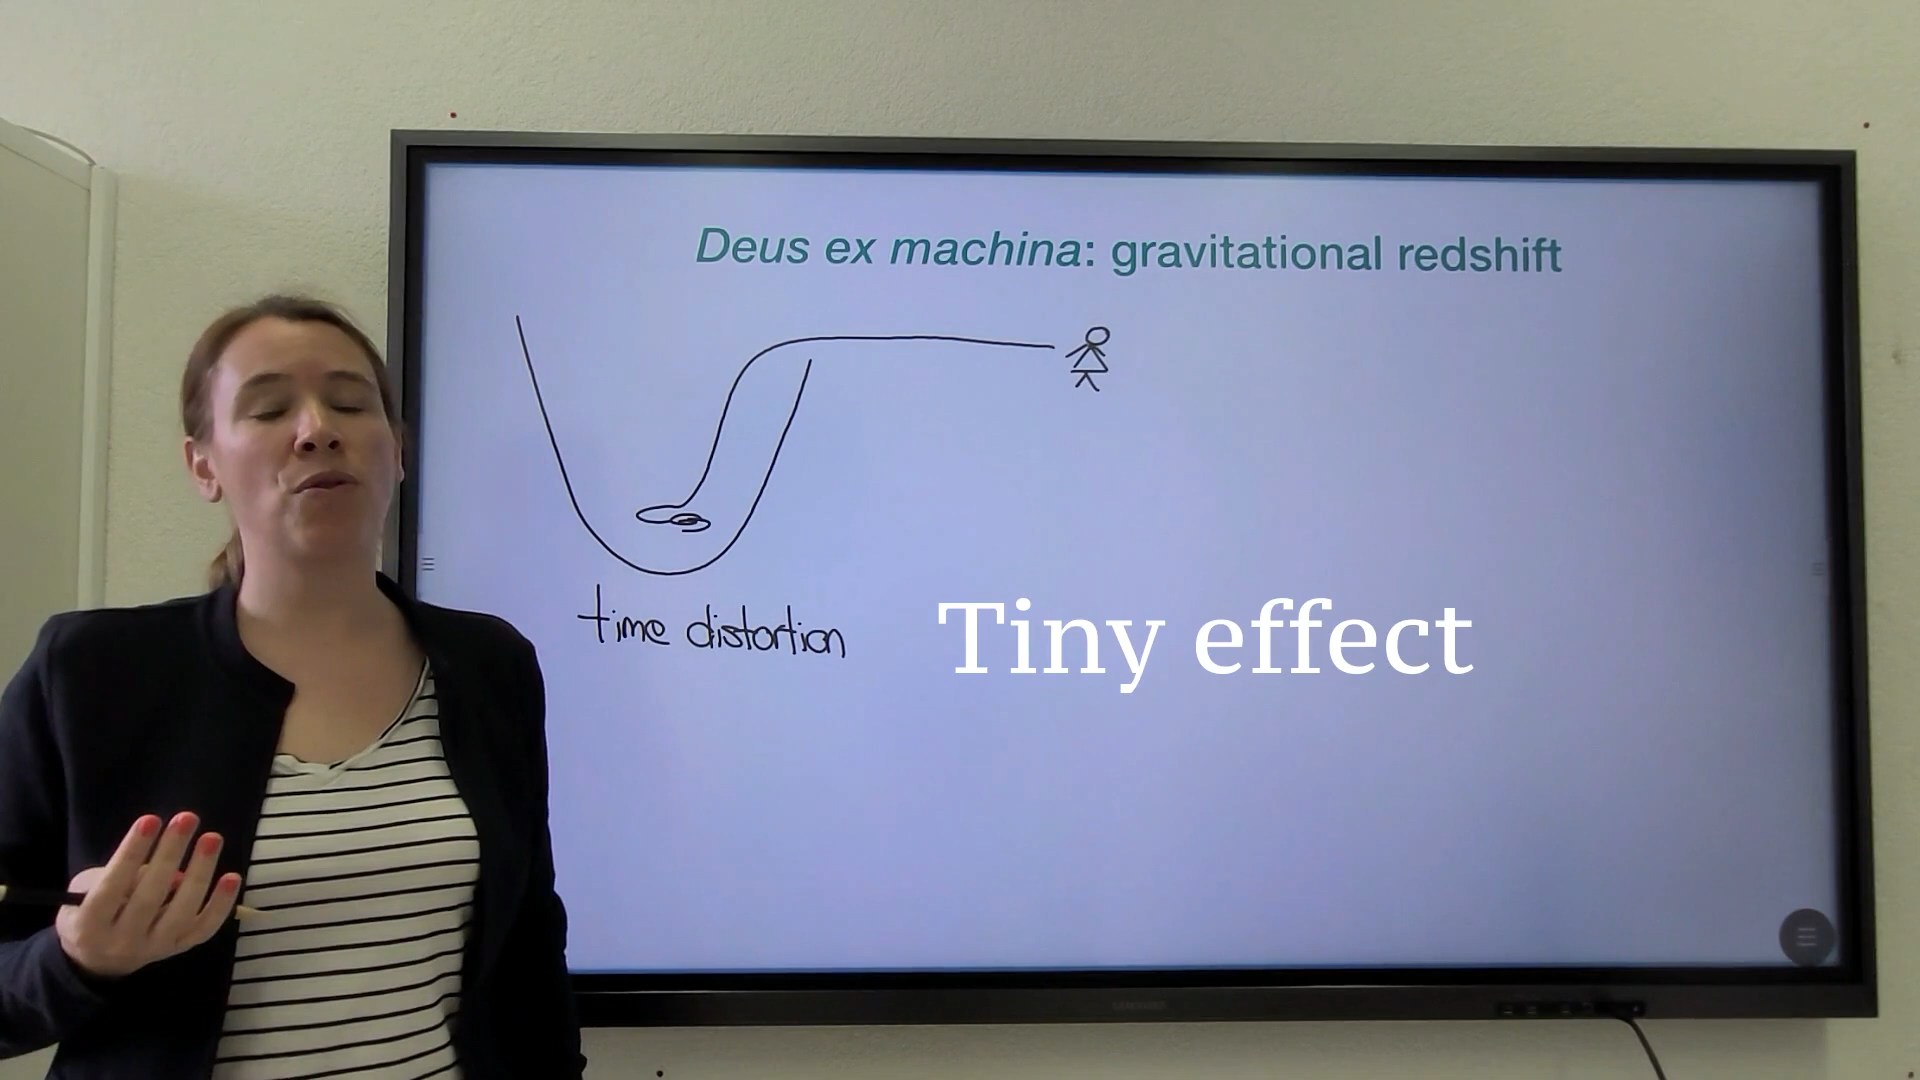 Deus ex machina: gravitational redshift
time distortion
Tiny effect